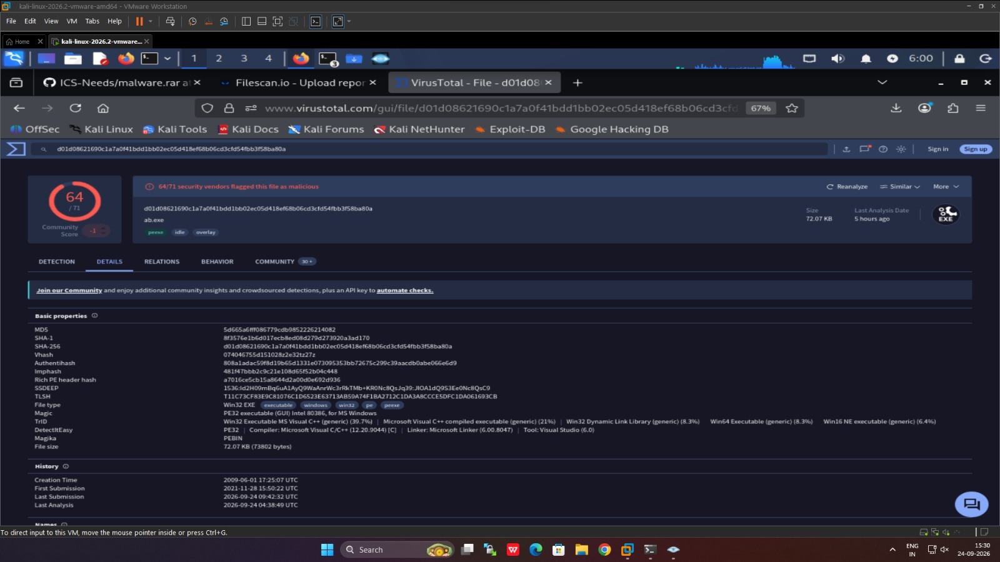 kali-linux-2026.2-vmware-amd64 - VMware Workstation
File Edit View VM Tabs Help
Home kali-linux-2026.2-vmware...
1 2 3 4 3 6:00
ICS-Needs/malware.rar at Filescan.io - Upload repor VirusTotal - File - d01d08
www.virustotal.com/gui/file/d01d08621690c1a7a0f41bdd1bb02ec05d418ef68b06cd3cfd 67%
OffSec Kali Linux Kali Tools Kali Docs Kali Forums Kali NetHunter Exploit-DB Google Hacking DB
d01d08621690c1a7a0f41bdd1bb02ec05d418ef68b06cd3cfd54fbb3f58ba80a Sign in Sign up
64 / 71
Community Score -1
64/71 security vendors flagged this file as malicious Reanalyze Similar More
d01d08621690c1a7a0f41bdd1bb02ec05d418ef68b06cd3cfd54fbb3f58ba80a
ab.exe
peexe idle overlay
Size 72.07 KB
Last Analysis Date 5 hours ago
EXE
DETECTION DETAILS RELATIONS BEHAVIOR COMMUNITY 30 +
Join our Community and enjoy additional community insights and crowdsourced detections, plus an API key to automate checks.
Basic properties
MD5 5d665a6fff086779cdb9852226214082
SHA-1 8f3576e1b6d017ecb8ed08d279d273920a3ad170
SHA-256 d01d08621690c1a7a0f41bdd1bb02ec05d418ef68b06cd3cfd54fbb3f58ba80a
Vhash 074046755d151028z2e32tz27z
Authentihash 808a1adac59f8d19b65d1331e073095353bb72675c299c39aacdb0abe066e6d9
Imphash 481f47bbb2c9c21e108d65f52b04c448
Rich PE header hash a7016ce5cb15a8644d2a00d0e692d936
SSDEEP 1536:Id2H09mBq6uA1AyQ9WaAnrWc3rRkTMb+KR0Nc8QsJq39:JIOA1dQ9S3Ee0Nc8QsC9
TLSH T11C73CF83E9C81076C1D6523E63713AB59A74F1BA2712C1DA3A8CCCE5DFC1DA061693CB
File type Win32 EXE executable windows win32 pe peexe
Magic PE32 executable (GUI) Intel 80386, for MS Windows
TrID Win32 Executable MS Visual C++ (generic) (39.7%) | Microsoft Visual C++ compiled executable (generic) (21%) | Win32 Dynamic Link Library (generic) (8.3%) Win64 Executable (generic) (8.3%) Win16 NE executable (generic) (6.4%)
DetectItEasy PE32 | Compiler: Microsoft Visual C/C++ (12.20.9044) [C] | Linker: Microsoft Linker (6.00.8047) | Tool: Visual Studio (6.0)
Magika PEBIN
File size 72.07 KB (73802 bytes)
History
Creation Time 2009-06-01 17:25:07 UTC
First Submission 2021-11-28 15:50:22 UTC
Last Submission 2026-09-24 09:42:32 UTC
Last Analysis 2026-09-24 04:38:49 UTC
Names
To direct input to this VM, move the mouse pointer inside or press Ctrl+G.
Search ENG IN 15:30 24-09-2026